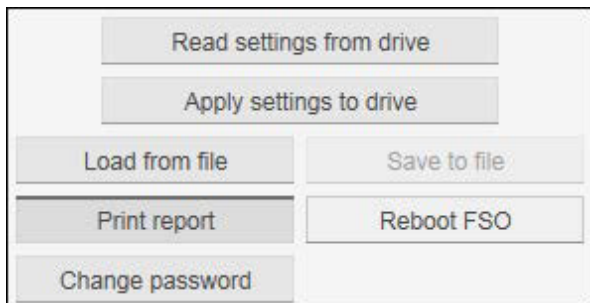 Read settings from drive
Apply settings to drive
Load from file
Save to file
Print report
Reboot FSO
Change password